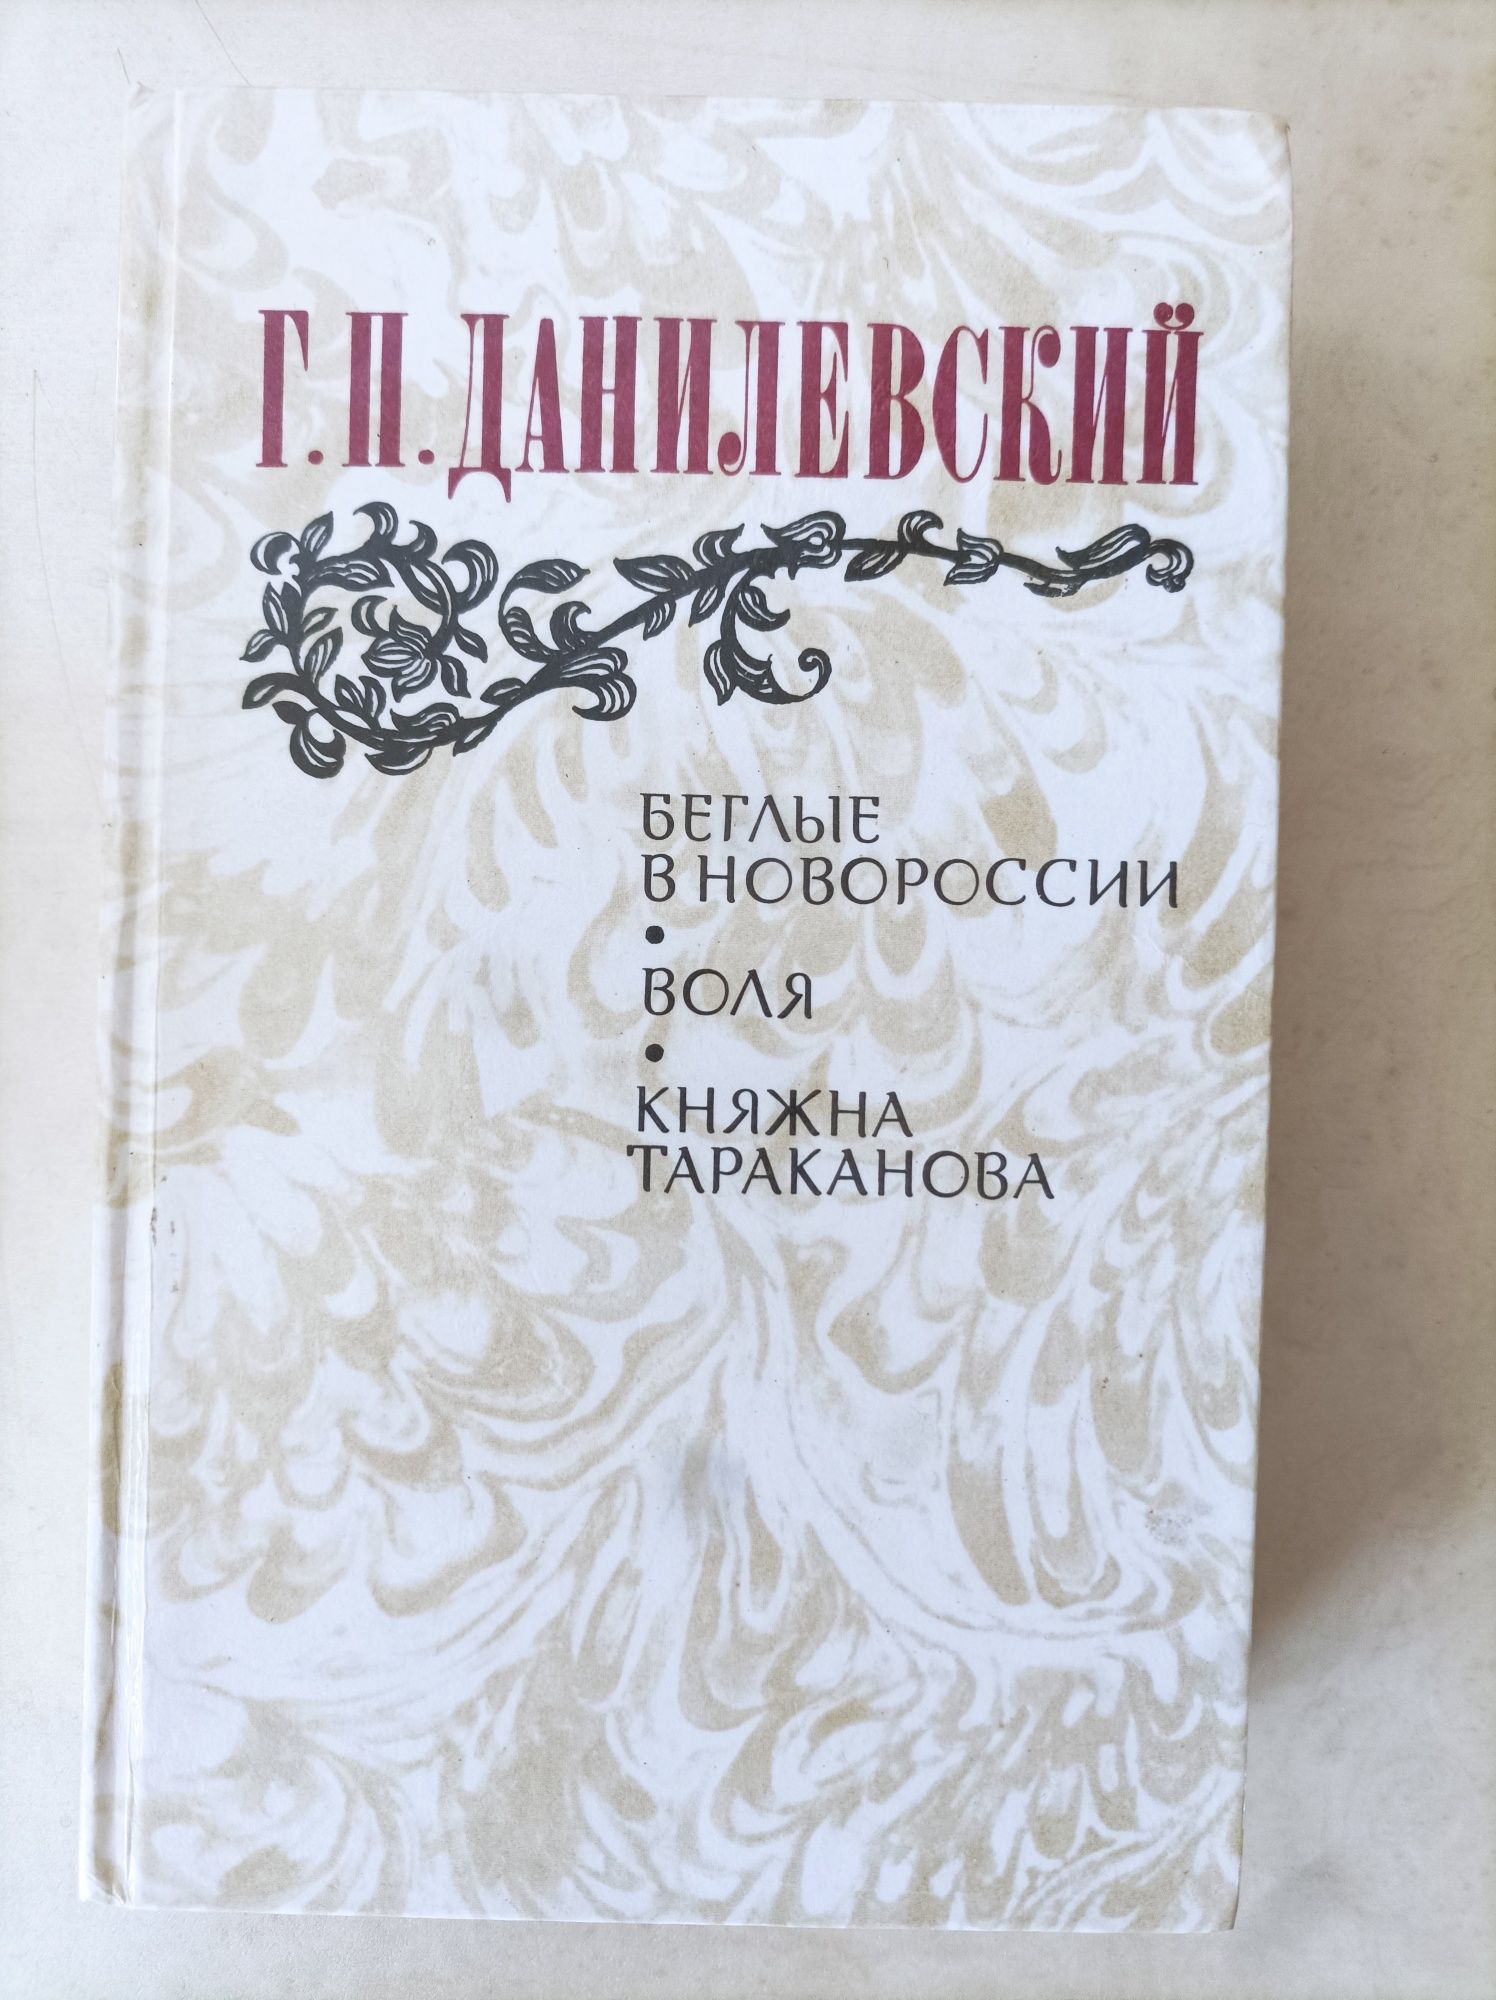 Г.П.ДАНИЛЕВСКИЙ
БЕГЛЫЕ
В НОВОРОССИИ
•
ВОЛЯ
•
КНЯЖНА
ТАРАКАНОВА